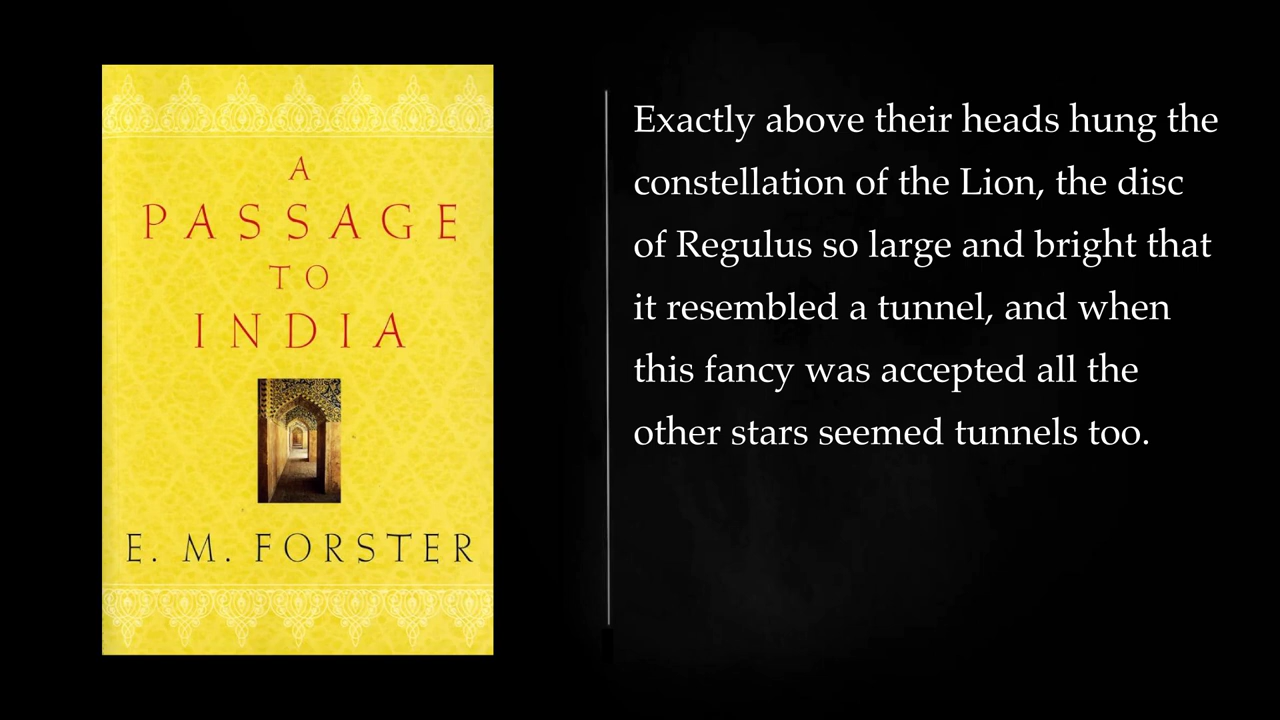 A
PASSAGE
TO
INDIA
E. M. FORSTER
Exactly above their heads hung the
constellation of the Lion, the disc
of Regulus so large and bright that
it resembled a tunnel, and when
this fancy was accepted all the
other stars seemed tunnels too.